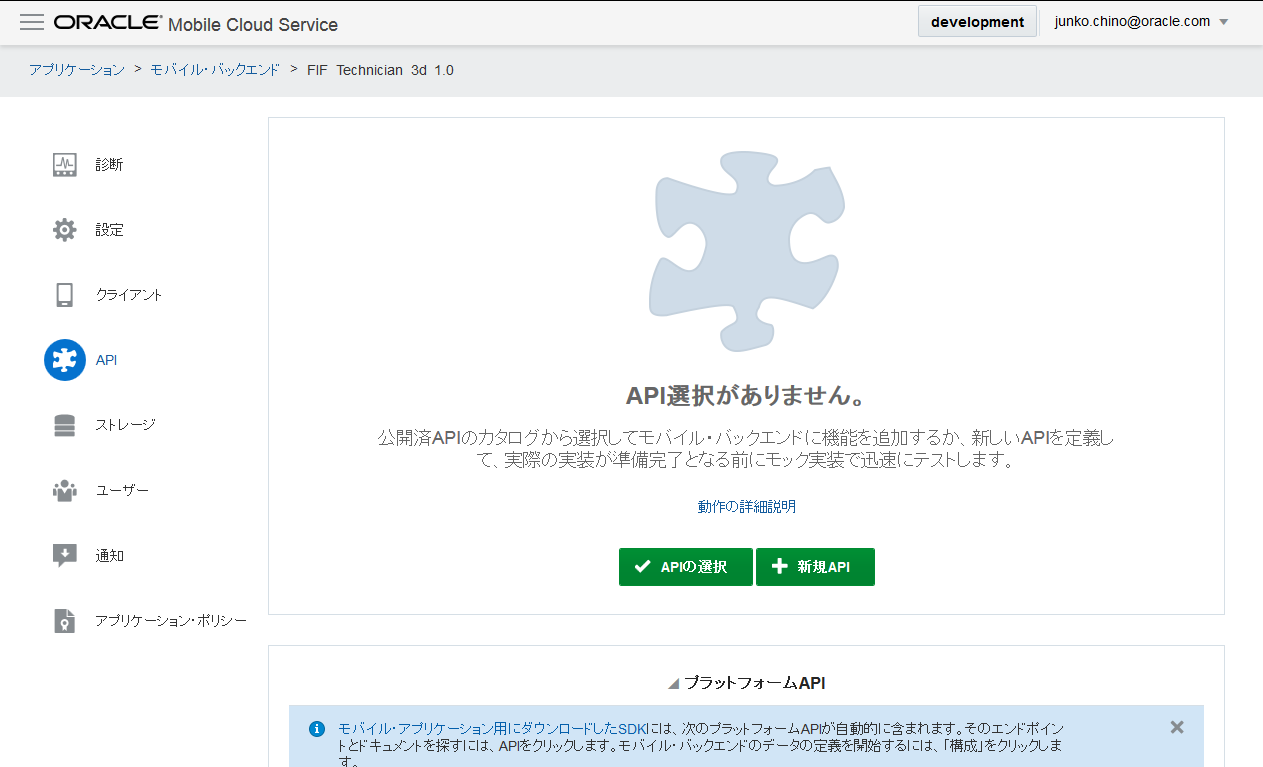 ORACLE® Mobile Cloud Service
development
junko.chino@oracle.com
アプリケーション > モバイル・バックエンド > FIF Technician 3d 1.0
診断
設定
クライアント
API
ストレージ
ユーザー
通知
アプリケーション・ポリシー
API選択がありません。
公開済APIのカタログから選択してモバイル・バックエンドに機能を追加するか、新しいAPIを定義し
て、実際の実装が準備完了となる前にモック実装で迅速にテストします。
動作の詳細説明
APIの選択
新規API
プラットフォームAPI
モバイル・アプリケーション用にダウンロードしたSDKには、次のプラットフォームAPIが自動的に含まれます。そのエンドポイン
トとドキュメントを探すには、APIをクリックします。モバイル・バックエンドのデータの定義を開始するには、「構成」をクリックしま
す。